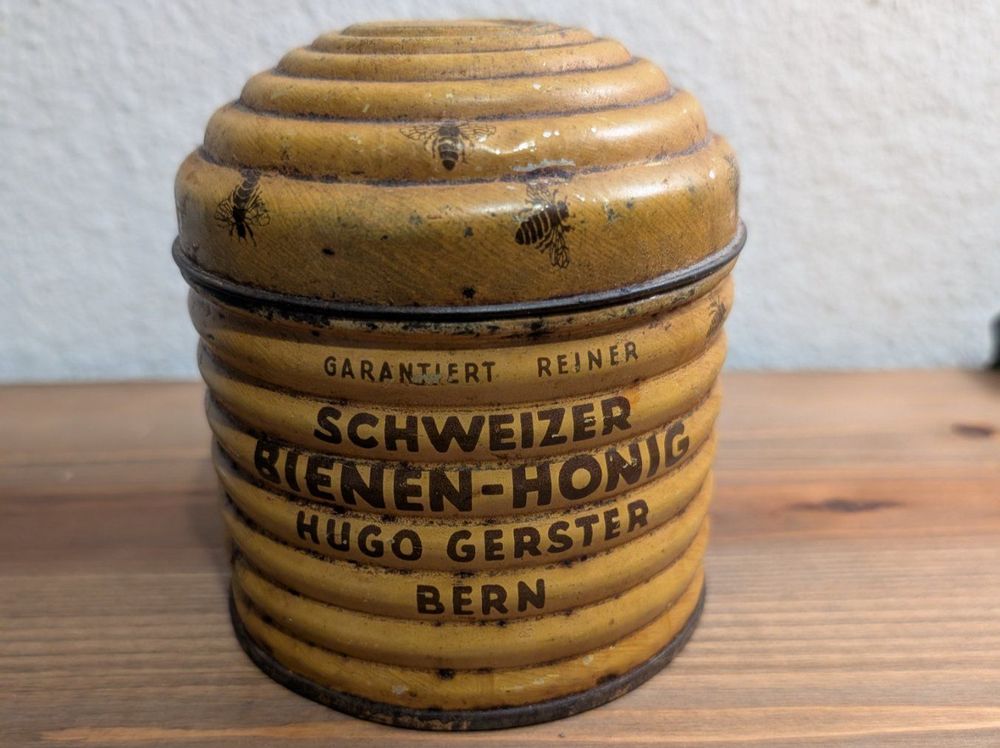 GARANTIERT REINER
SCHWEIZER
BIENEN-HONIG
HUGO GERSTER
BERN